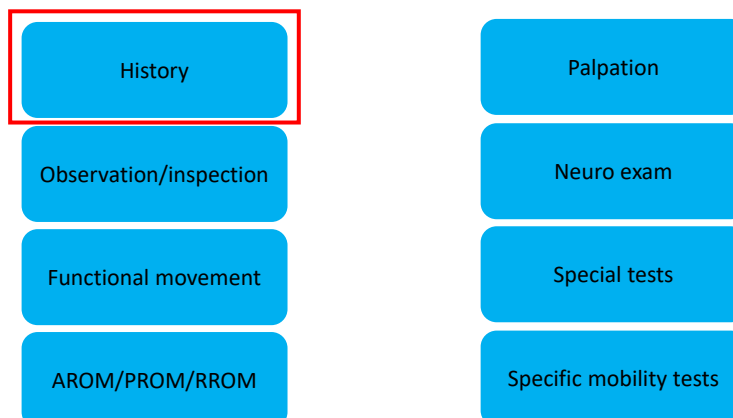 History
Observation/inspection
Functional movement
AROM/PROM/RROM
Palpation
Neuro exam
Special tests
Specific mobility tests